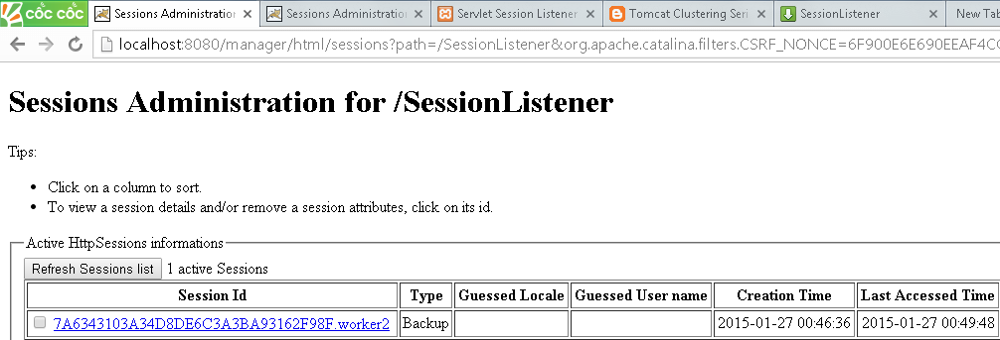 cốc cốc
Sessions Administration
Sessions Administration
Servlet Session Listener
Tomcat Clustering Seri
SessionListener
New Tab
localhost:8080/manager/html/sessions?path=/SessionListener&org.apache.catalina.filters.CSRF_NONCE=6F900E6E690EEAF4CC
Sessions Administration for /SessionListener
Tips:
Click on a column to sort.
To view a session details and/or remove a session attributes, click on its id.
Active HttpSessions informations
Refresh Sessions list 1 active Sessions
Session Id Type Guessed Locale Guessed User name Creation Time Last Accessed Time
7A6343103A34D8DE6C3A3BA93162F98F.worker2 Backup 2015-01-27 00:46:36 2015-01-27 00:49:48